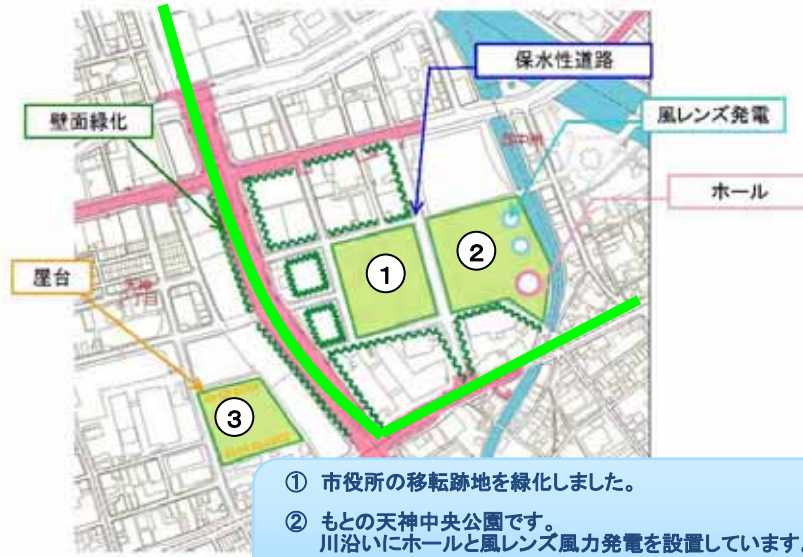 保水性道路
壁面緑化
風レンズ発電
ホール
屋台
①
②
③
① 市役所の移転跡地を緑化しました。
② もとの天神中央公園です。
川沿いにホールと風レンズ風力発電を設置しています。